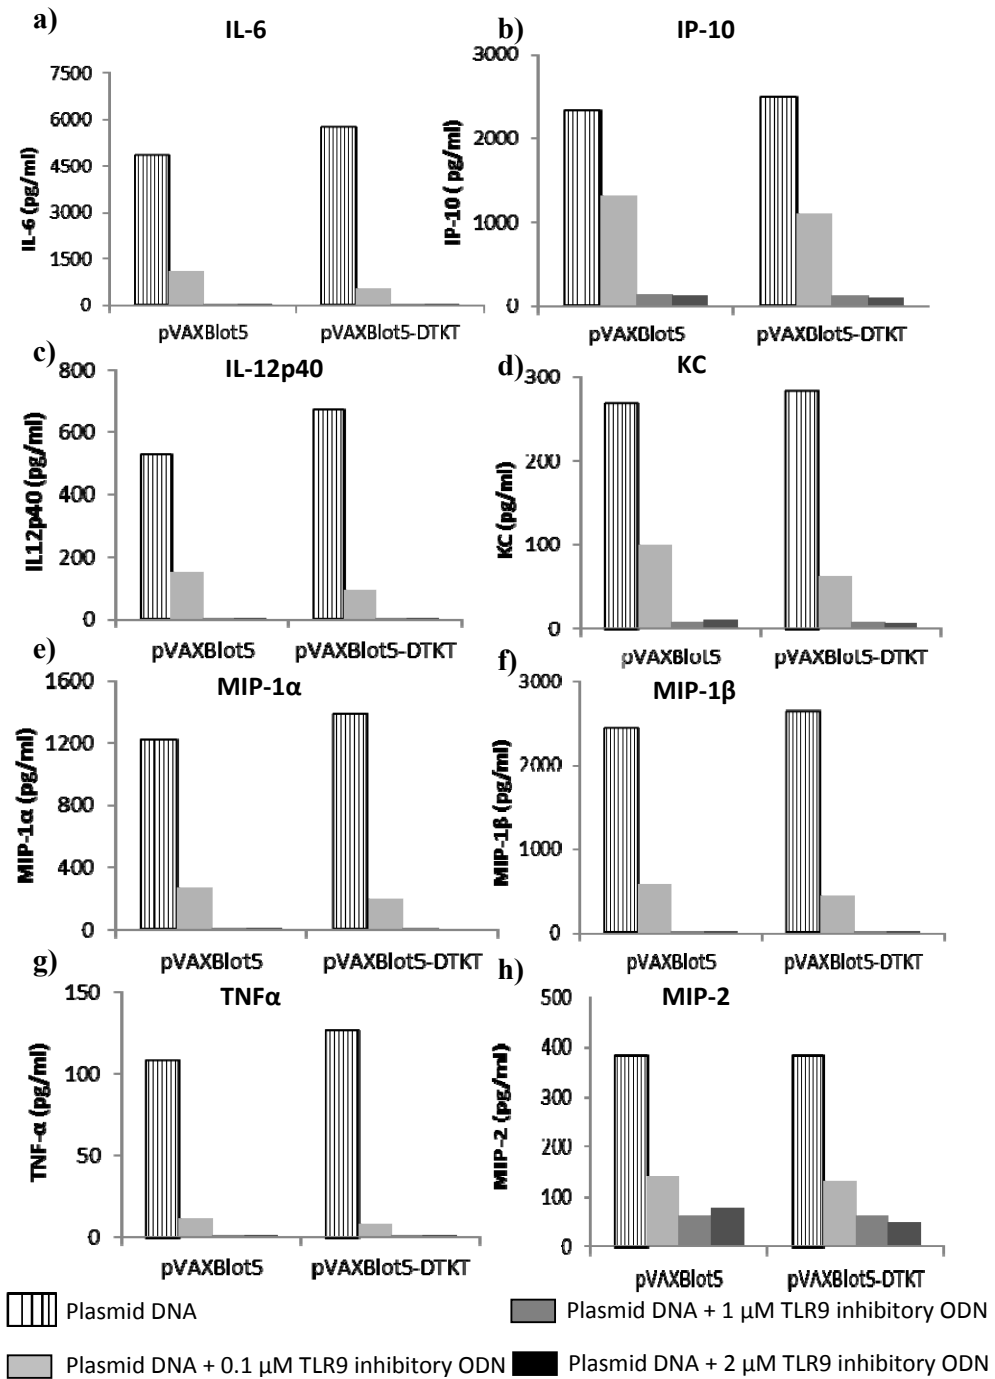 a) IL-6
7500
6000
4500
3000
1500
0
IL-6 (pg/ml)
pVAXBlot5 pVAXBlot5-DTKT
b) IP-10
3000
2000
1000
0
IP-10 ( pg/ml)
pVAXBlot5 pVAXBlot5-DTKT
c) IL-12p40
800
600
400
200
0
IL12p40 (pg/ml)
pVAXBlot5 pVAXBlot5-DTKT
d) KC
300
200
100
0
KC (pg/ml)
pVAXBlot5 pVAXBlot5-DTKT
e) MIP-1α
1600
1200
800
400
0
MIP-1α (pg/ml)
pVAXBlot5 pVAXBlot5-DTKT
f) MIP-1β
3000
2000
1000
0
MIP-1β (pg/ml)
pVAXBlot5 pVAXBlot5-DTKT
g) TNFα
150
100
50
0
TNF-α (pg/ml)
pVAXBlot5 pVAXBlot5-DTKT
h) MIP-2
500
400
300
200
100
0
MIP-2 (pg/ml)
pVAXBlot5 pVAXBlot5-DTKT
Plasmid DNA
Plasmid DNA + 1 μM TLR9 inhibitory ODN
Plasmid DNA + 0.1 μM TLR9 inhibitory ODN
Plasmid DNA + 2 μM TLR9 inhibitory ODN